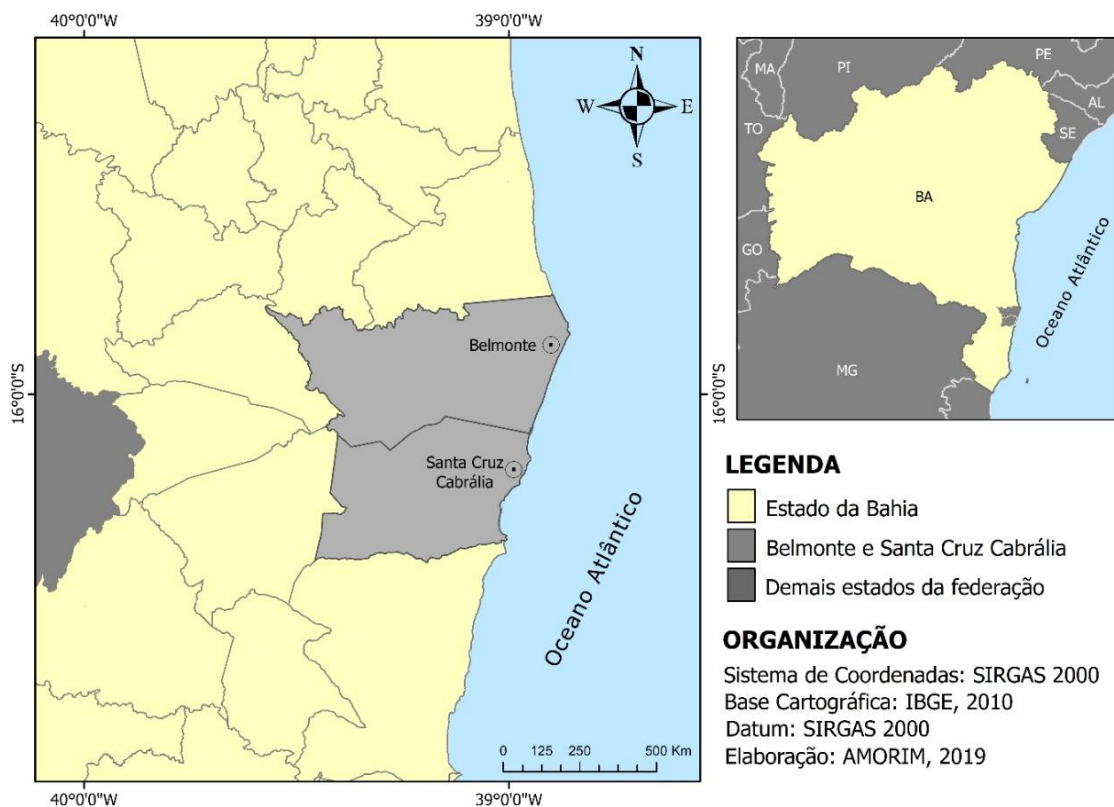 40°0'0"W
39°0'0"W
N
W
E
S
16°0'0"S
16°0'0"S
Belmonte
Santa Cruz
Cabrália
Oceano Atlântico
0 125 250 500 Km
40°0'0"W
39°0'0"W
MA
PI
PE
AL
TO
SE
BA
GO
MG
Oceano Atlântico
LEGENDA
Estado da Bahia
Belmonte e Santa Cruz Cabrália
Demais estados da federação
ORGANIZAÇÃO
Sistema de Coordenadas: SIRGAS 2000
Base Cartográfica: IBGE, 2010
Datum: SIRGAS 2000
Elaboração: AMORIM, 2019